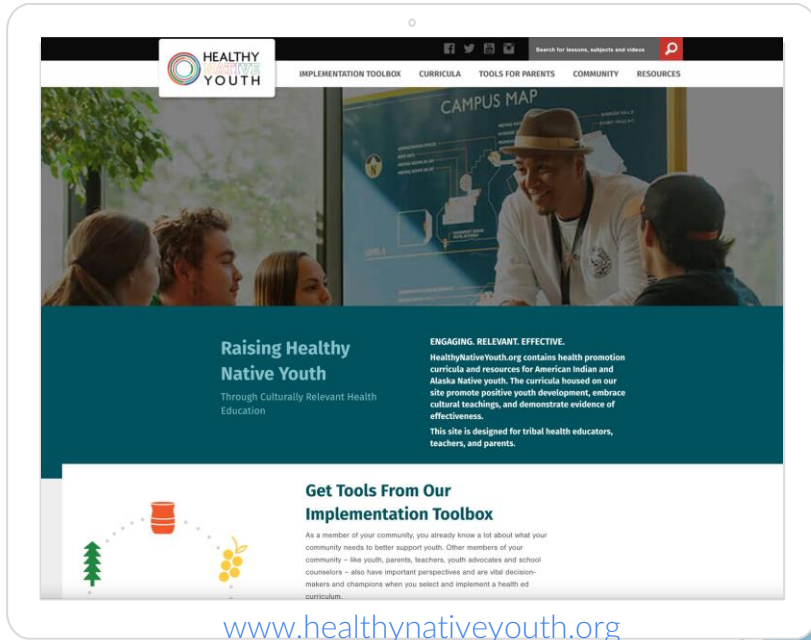 Search for lessons, subjects and videos
HEALTHY
NATIVE
YOUTH
IMPLEMENTATION TOOLBOX CURRICULA TOOLS FOR PARENTS COMMUNITY RESOURCES
CAMPUS MAP
LEVEL
Raising Healthy
Native Youth
Through Culturally Relevant Health
Education
ENGAGING. RELEVANT. EFFECTIVE.
HealthyNativeYouth.org contains health promotion
curricula and resources for American Indian and
Alaska Native youth. The curricula housed on our
site promote positive youth development, embrace
cultural teachings, and demonstrate evidence of
effectiveness.
This site is designed for tribal health educators,
teachers, and parents.
Get Tools From Our
Implementation Toolbox
As a member of your community, you already know a lot about what your
community needs to better support youth. Other members of your
community – like youth, parents, teachers, youth advocates and school
counselors – also have important perspectives and are vital decision-
makers and champions when you select and implement a health ed
curriculum.
www.healthynativeyouth.org